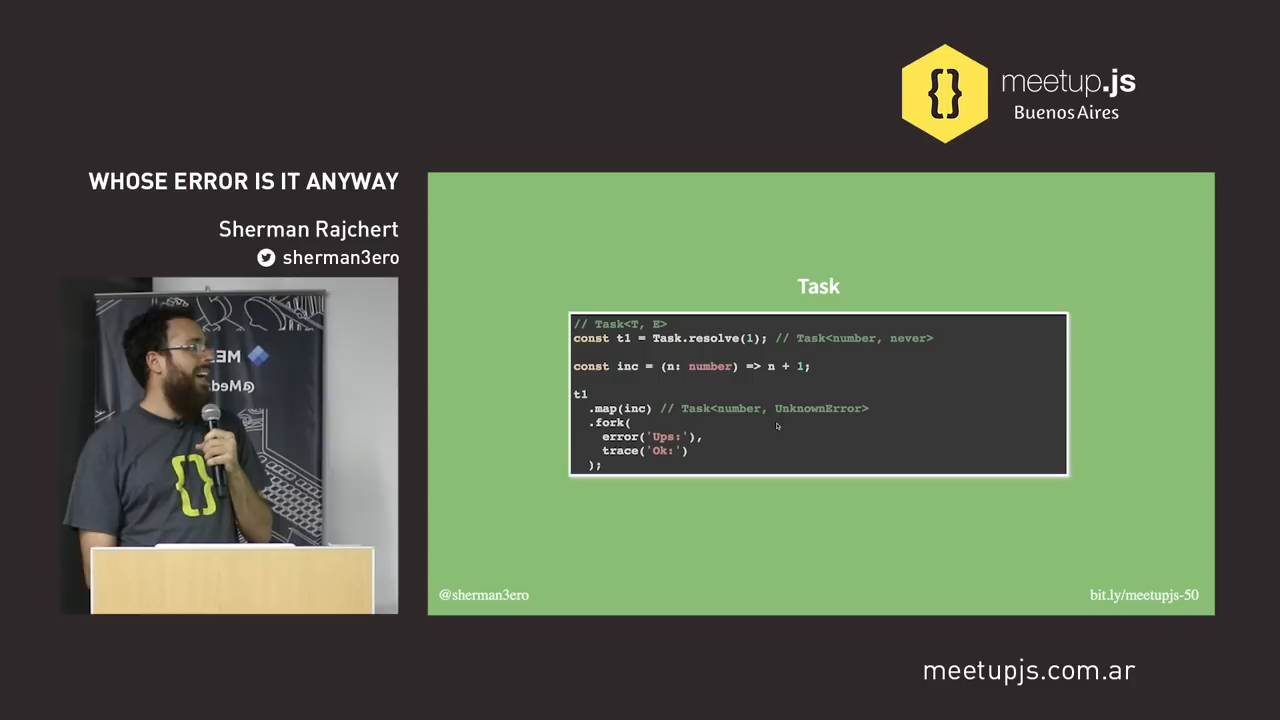 {}
meetup.js
Buenos Aires
WHOSE ERROR IS IT ANYWAY
Sherman Rajchert
sherman3ero
Task
// Task<T, E>
const t1 = Task.resolve(1); // Task<number, never>
const inc = (n: number) => n + 1;
t1
.map(inc) // Task<number, UnknownError>
.fork(
error('Ups:'),
trace('Ok:')
);
@sherman3ero
bit.ly/meetupjs-50
{}
meetupjs.com.ar